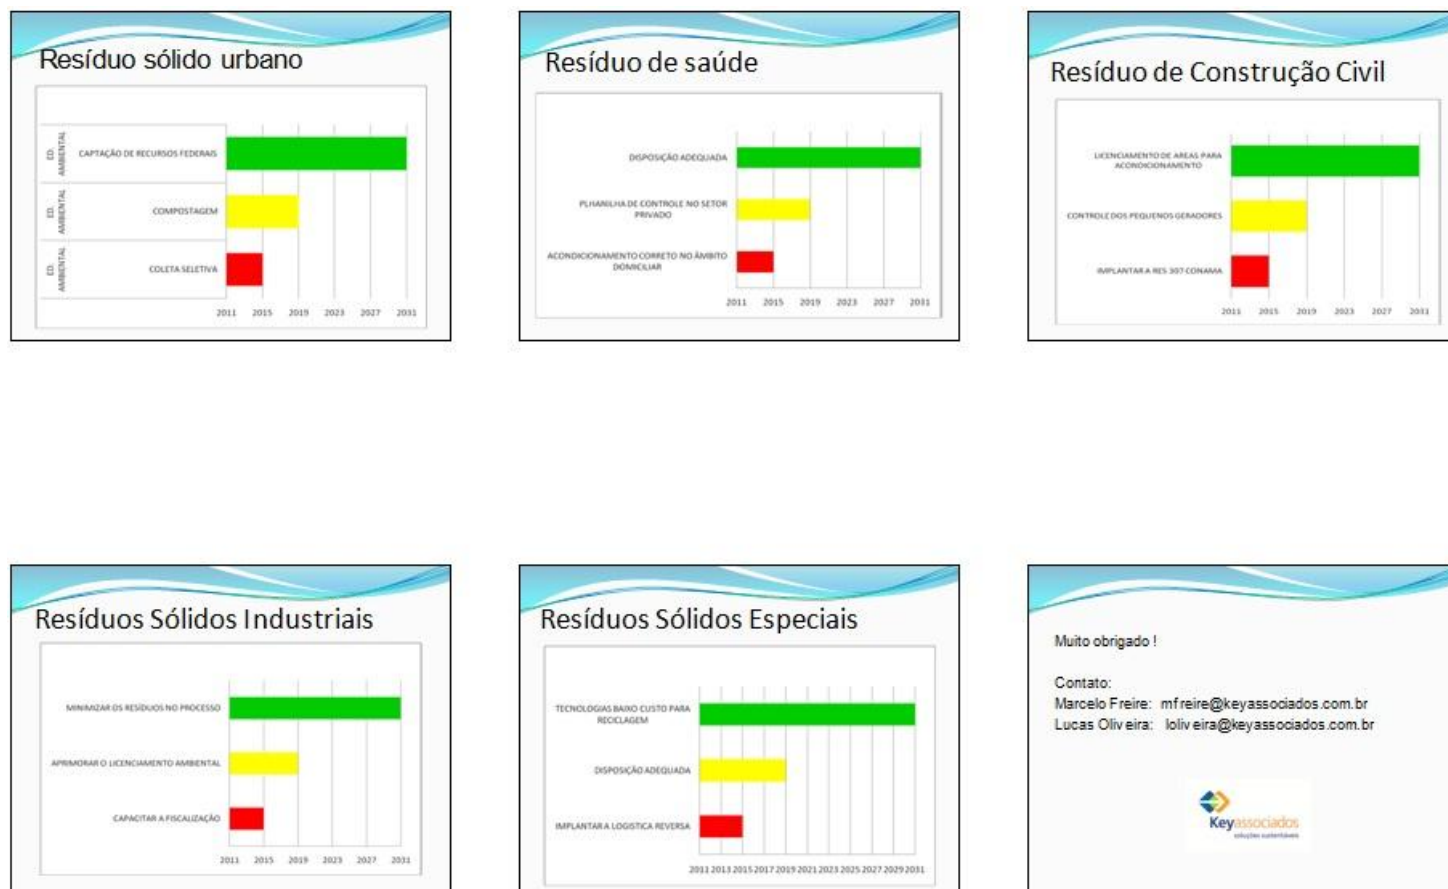 Resíduo sólido urbano
ED. AMBIENTAL
CAPTAÇÃO DE RECURSOS FEDERAIS
ED. AMBIENTAL
COMPOSTAGEM
ED. AMBIENTAL
COLETA SELETIVA
2011 2015 2019 2023 2027 2031
Resíduo de saúde
DISPOSIÇÃO ADEQUADA
PLHANILHA DE CONTROLE NO SETOR
PRIVADO
ACONDICIONAMENTO CORRETO NO ÂMBITO
DOMICILIAR
2011 2015 2019 2023 2027 2031
Resíduo de Construção Civil
LICENCIAMENTO DE AREAS PARA
ACONDICIONAMENTO
CONTROLE DOS PEQUENOS GERADORES
IMPLANTAR A RES 307 CONAMA
2011 2015 2019 2023 2027 2031
Resíduos Sólidos Industriais
MINIMIZAR OS RESÍDUOS NO PROCESSO
APRIMORAR O LICENCIAMENTO AMBIENTAL
CAPACITAR A FISCALIZAÇÃO
2011 2015 2019 2023 2027 2031
Resíduos Sólidos Especiais
TECNOLOGIAS BAIXO CUSTO PARA
RECICLAGEM
DISPOSIÇÃO ADEQUADA
IMPLANTAR A LOGISTICA REVERSA
2011 2013 2015 2017 2019 2021 2023 2025 2027 2029 2031
Muito obrigado !
Contato:
Marcelo Freire: mfreire@keyassociados.com.br
Lucas Oliveira: loliveira@keyassociados.com.br
Keyassociados
soluções sustentáveis